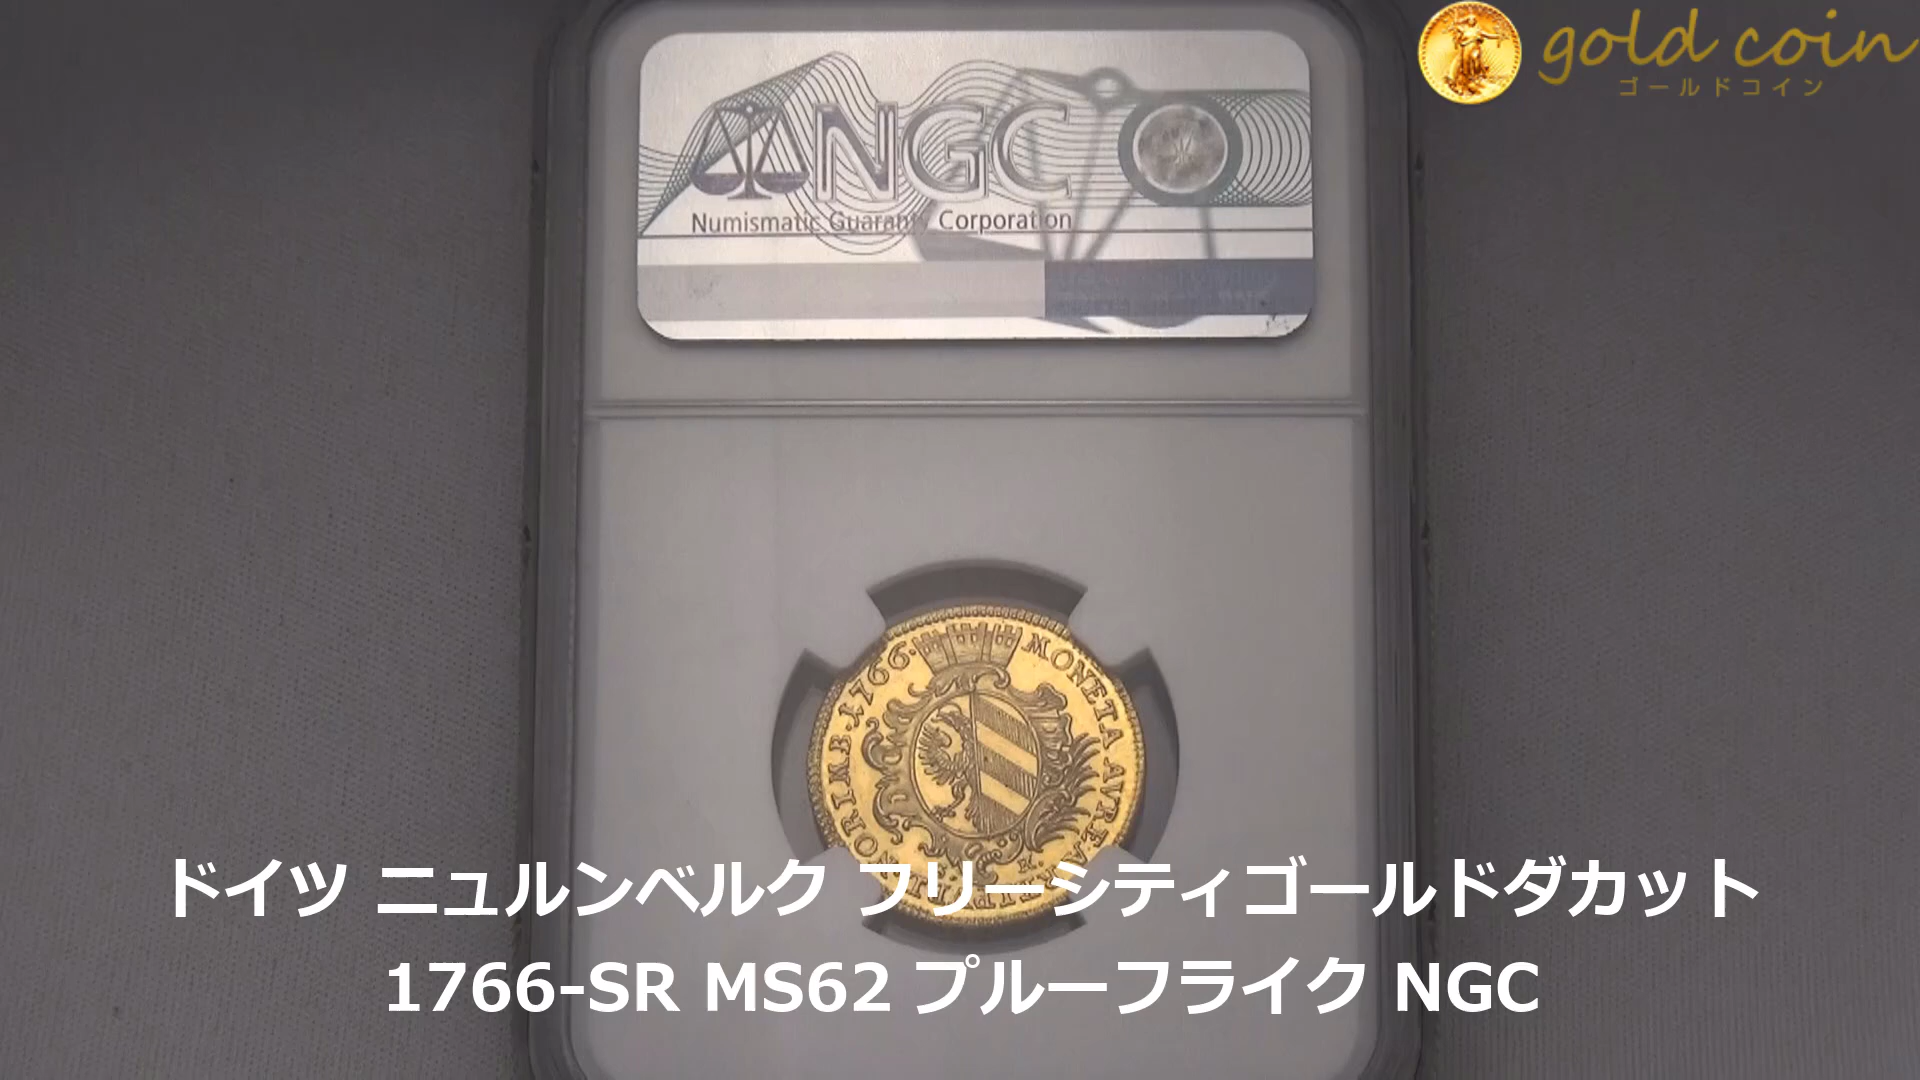 gold coin
ゴールドコイン
NGC
Numismatic Guaranty Corporation
1766· MONETA AVREA
NORIMB.
ドイツ ニュルンベルク フリーシティゴールドダカット
1766-SR MS62 プルーフライク NGC